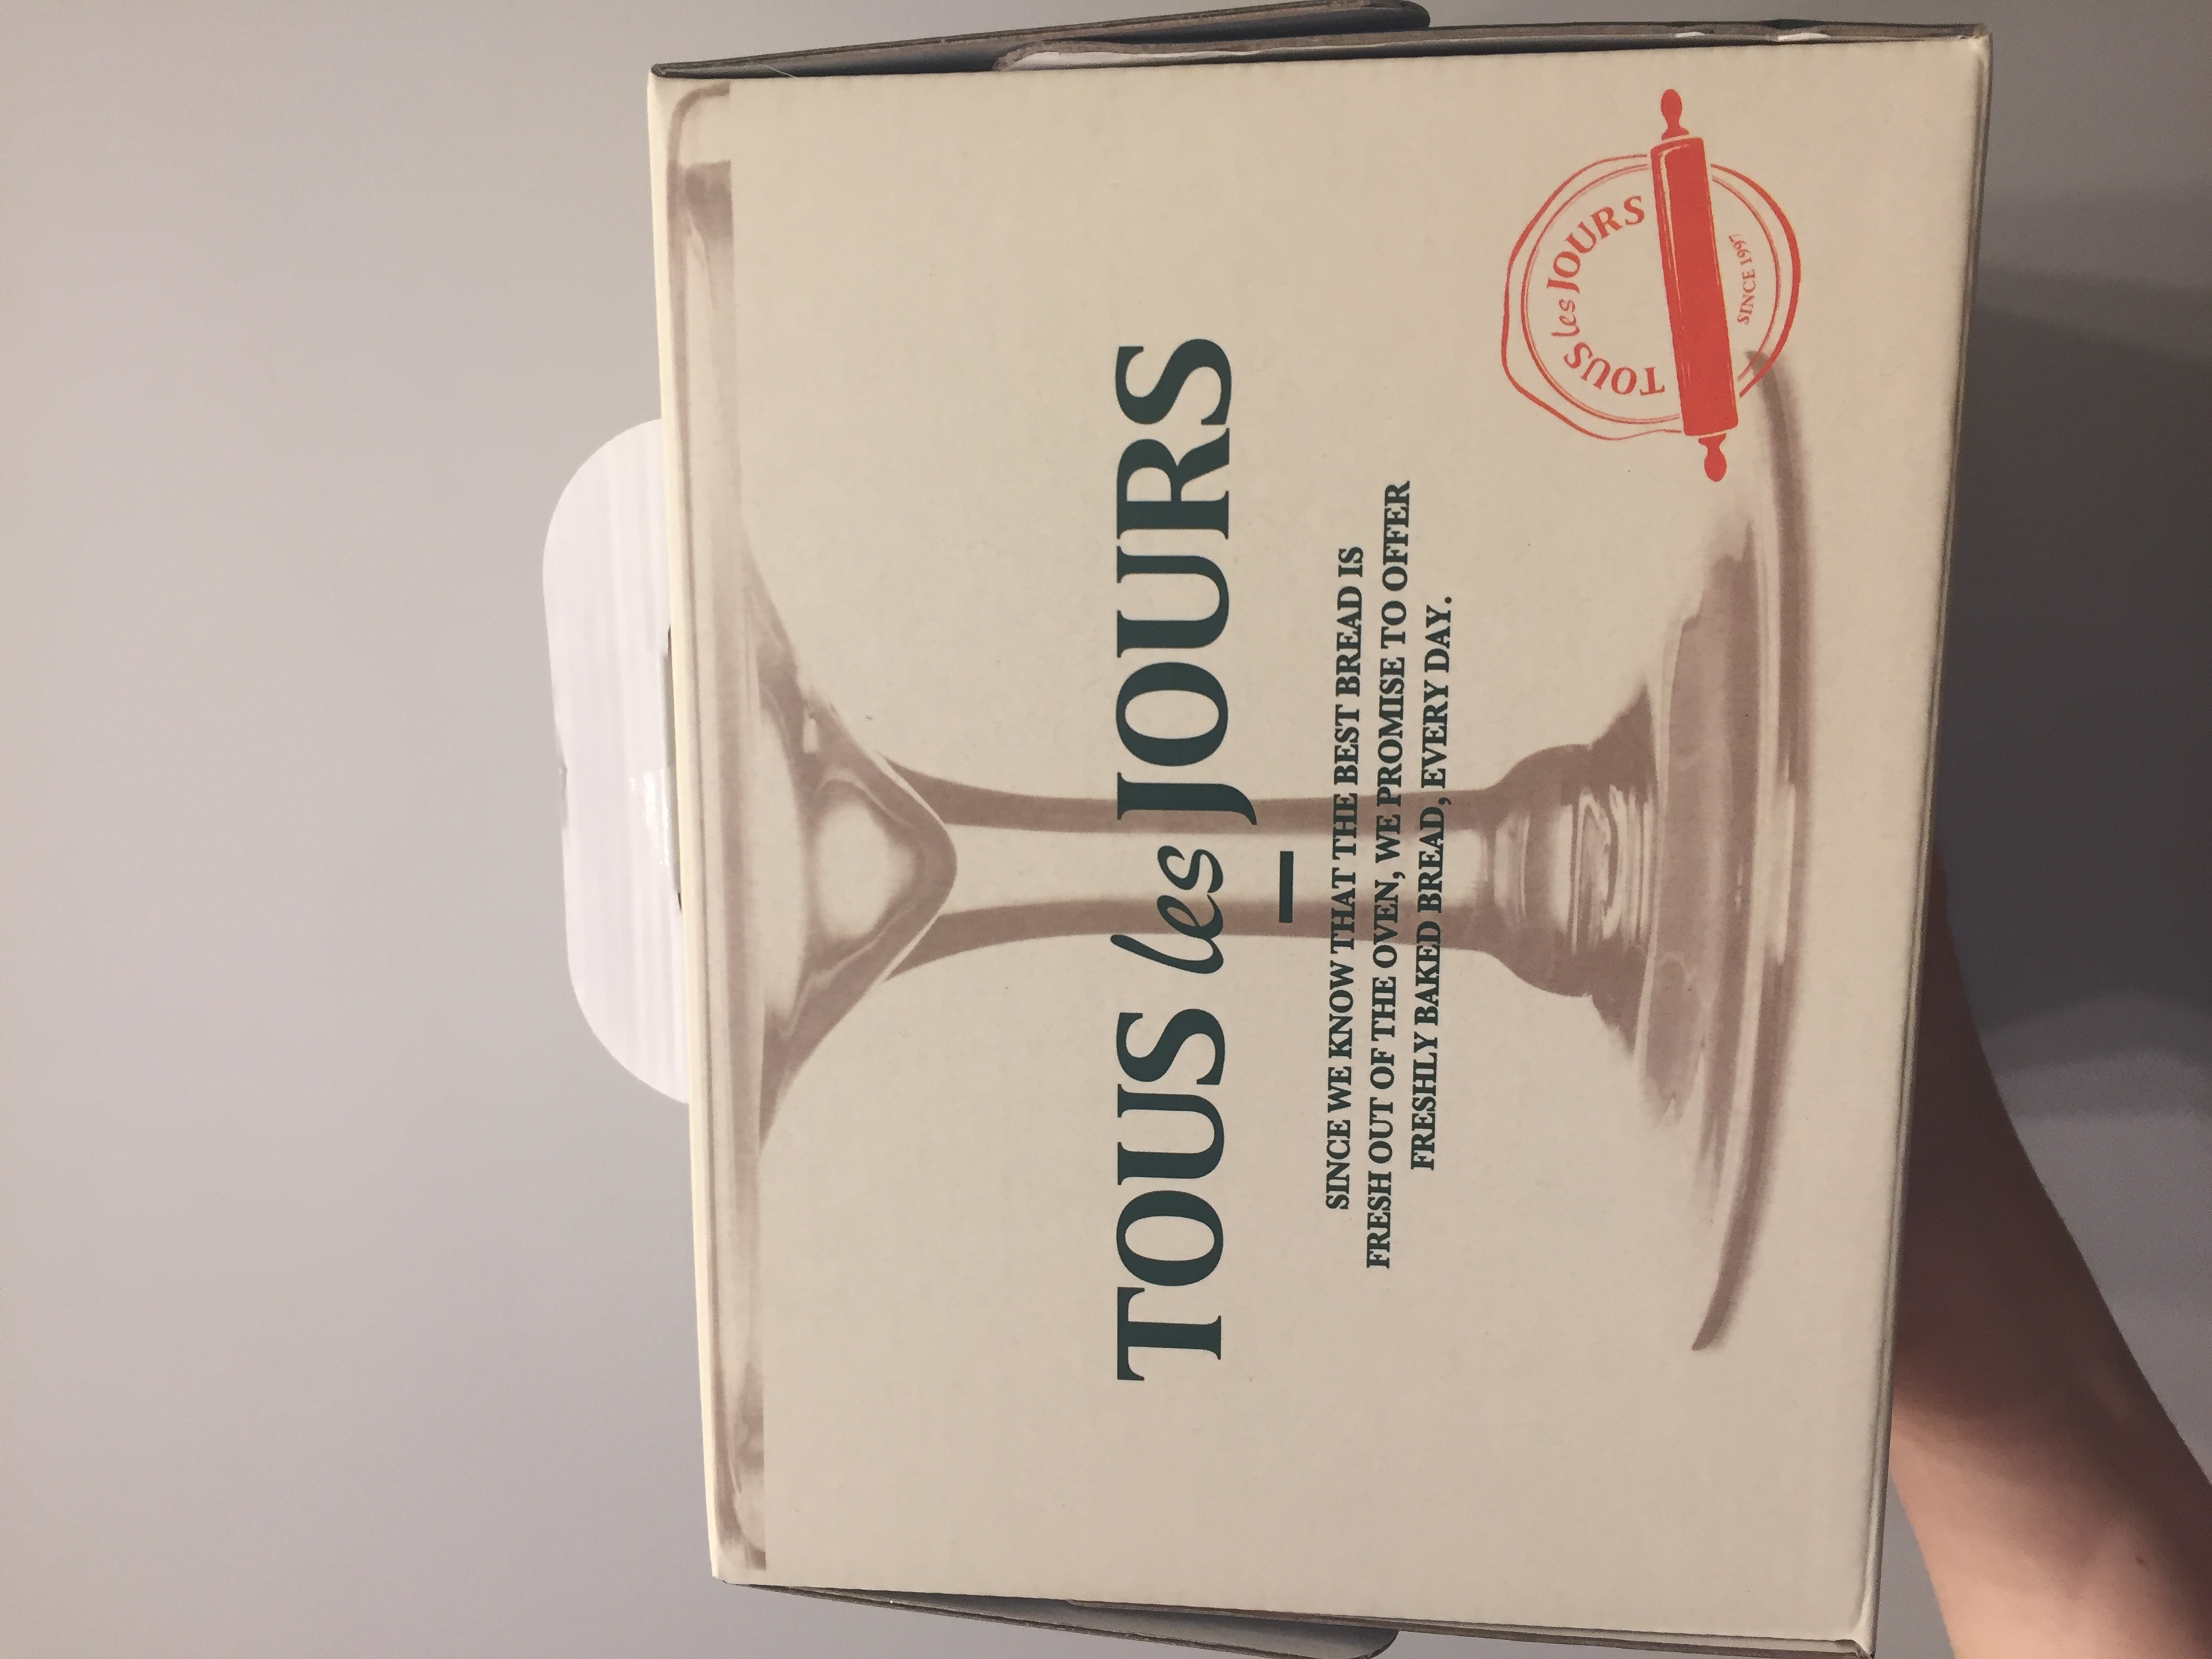 TOUS les JOURS
SINCE WE KNOW THAT THE BEST BREAD IS
FRESH OUT OF THE OVEN, WE PROMISE TO OFFER
FRESHLY BAKED BREAD, EVERY DAY.
TOUS les JOURS
SINCE 1997